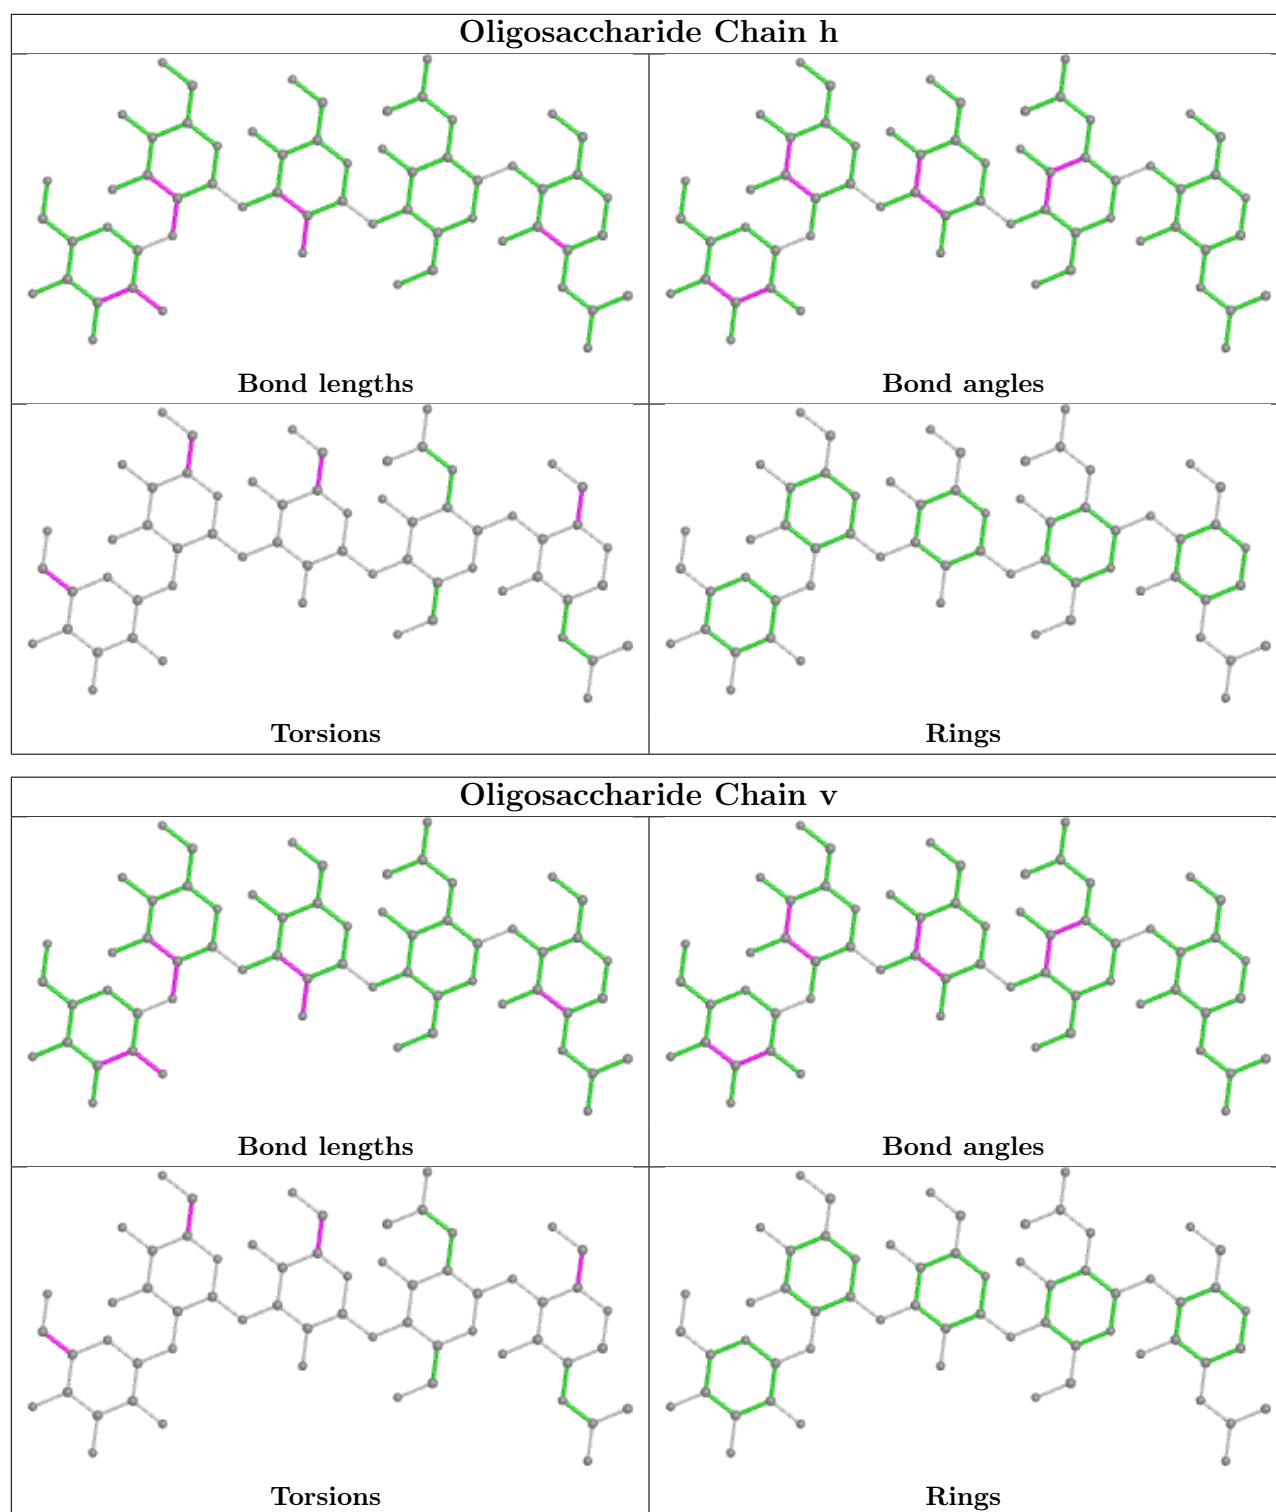 Oligosaccharide Chain h
Bond lengths
Bond angles
Torsions
Rings
Oligosaccharide Chain v
Bond lengths
Bond angles
Torsions
Rings